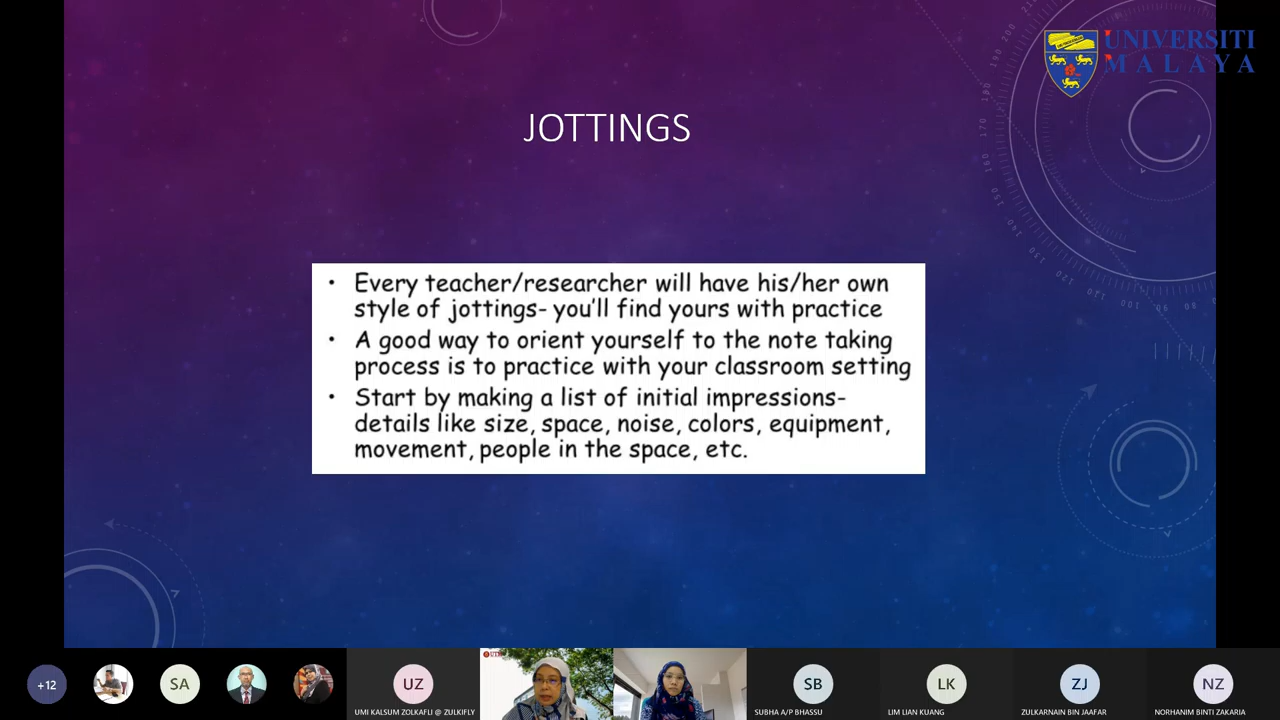 UNIVERSITI
MALAYA
JOTTINGS
• Every teacher/researcher will have his/her own
style of jottings- you'll find yours with practice
• A good way to orient yourself to the note taking
process is to practice with your classroom setting
• Start by making a list of initial impressions-
details like size, space, noise, colors, equipment,
movement, people in the space, etc.
+12
SA
UZ
UMI KALSUM ZOLKAFLI @ ZULKIFLY
SB
SUBHA A/P BHASSU
LK
LIM LIAN KUANG
ZJ
ZULKARNAIN BIN JAAFAR
NZ
NORHANIM BINTI ZAKARIA